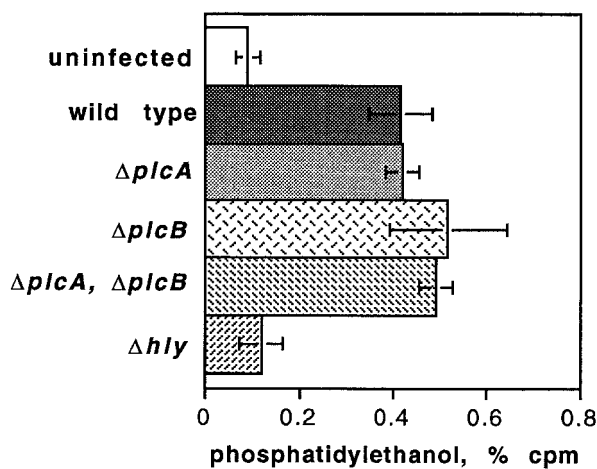 uninfected
wild type
ΔplcA
ΔplcB
ΔplcA, ΔplcB
Δhly
0 0.2 0.4 0.6 0.8
phosphatidylethanol, % cpm